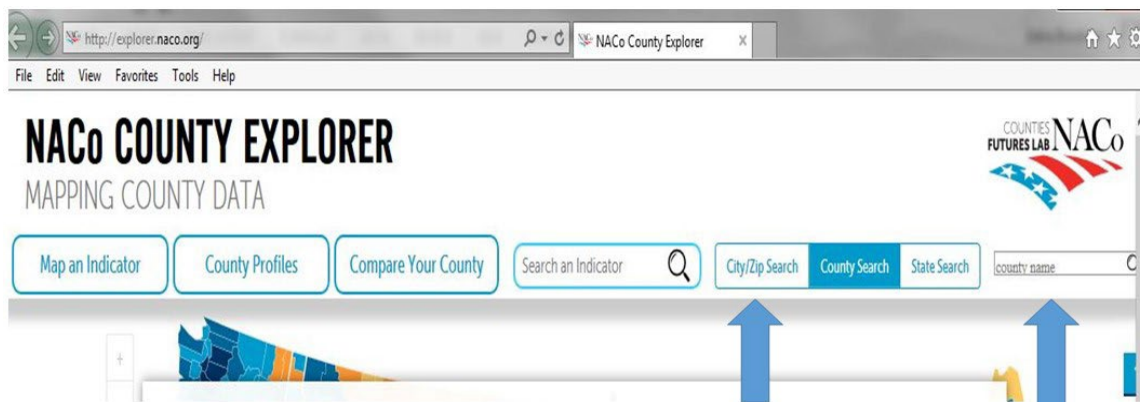 http://explorer.naco.org/
NACo County Explorer
File Edit View Favorites Tools Help
NACo COUNTY EXPLORER
MAPPING COUNTY DATA
COUNTIES
FUTURES LAB NACo
Map an Indicator
County Profiles
Compare Your County
Search an Indicator
City/Zip Search
County Search
State Search
county name